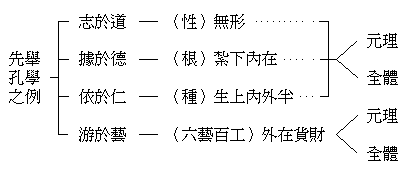 先舉
孔學
之例
志於道 — （性）無形 ………
據於德 — （根）紮下內在 ……
依於仁 — （種）生上內外半 …
游於藝 — （六藝百工）外在貨財
元理
全體
元理
全體